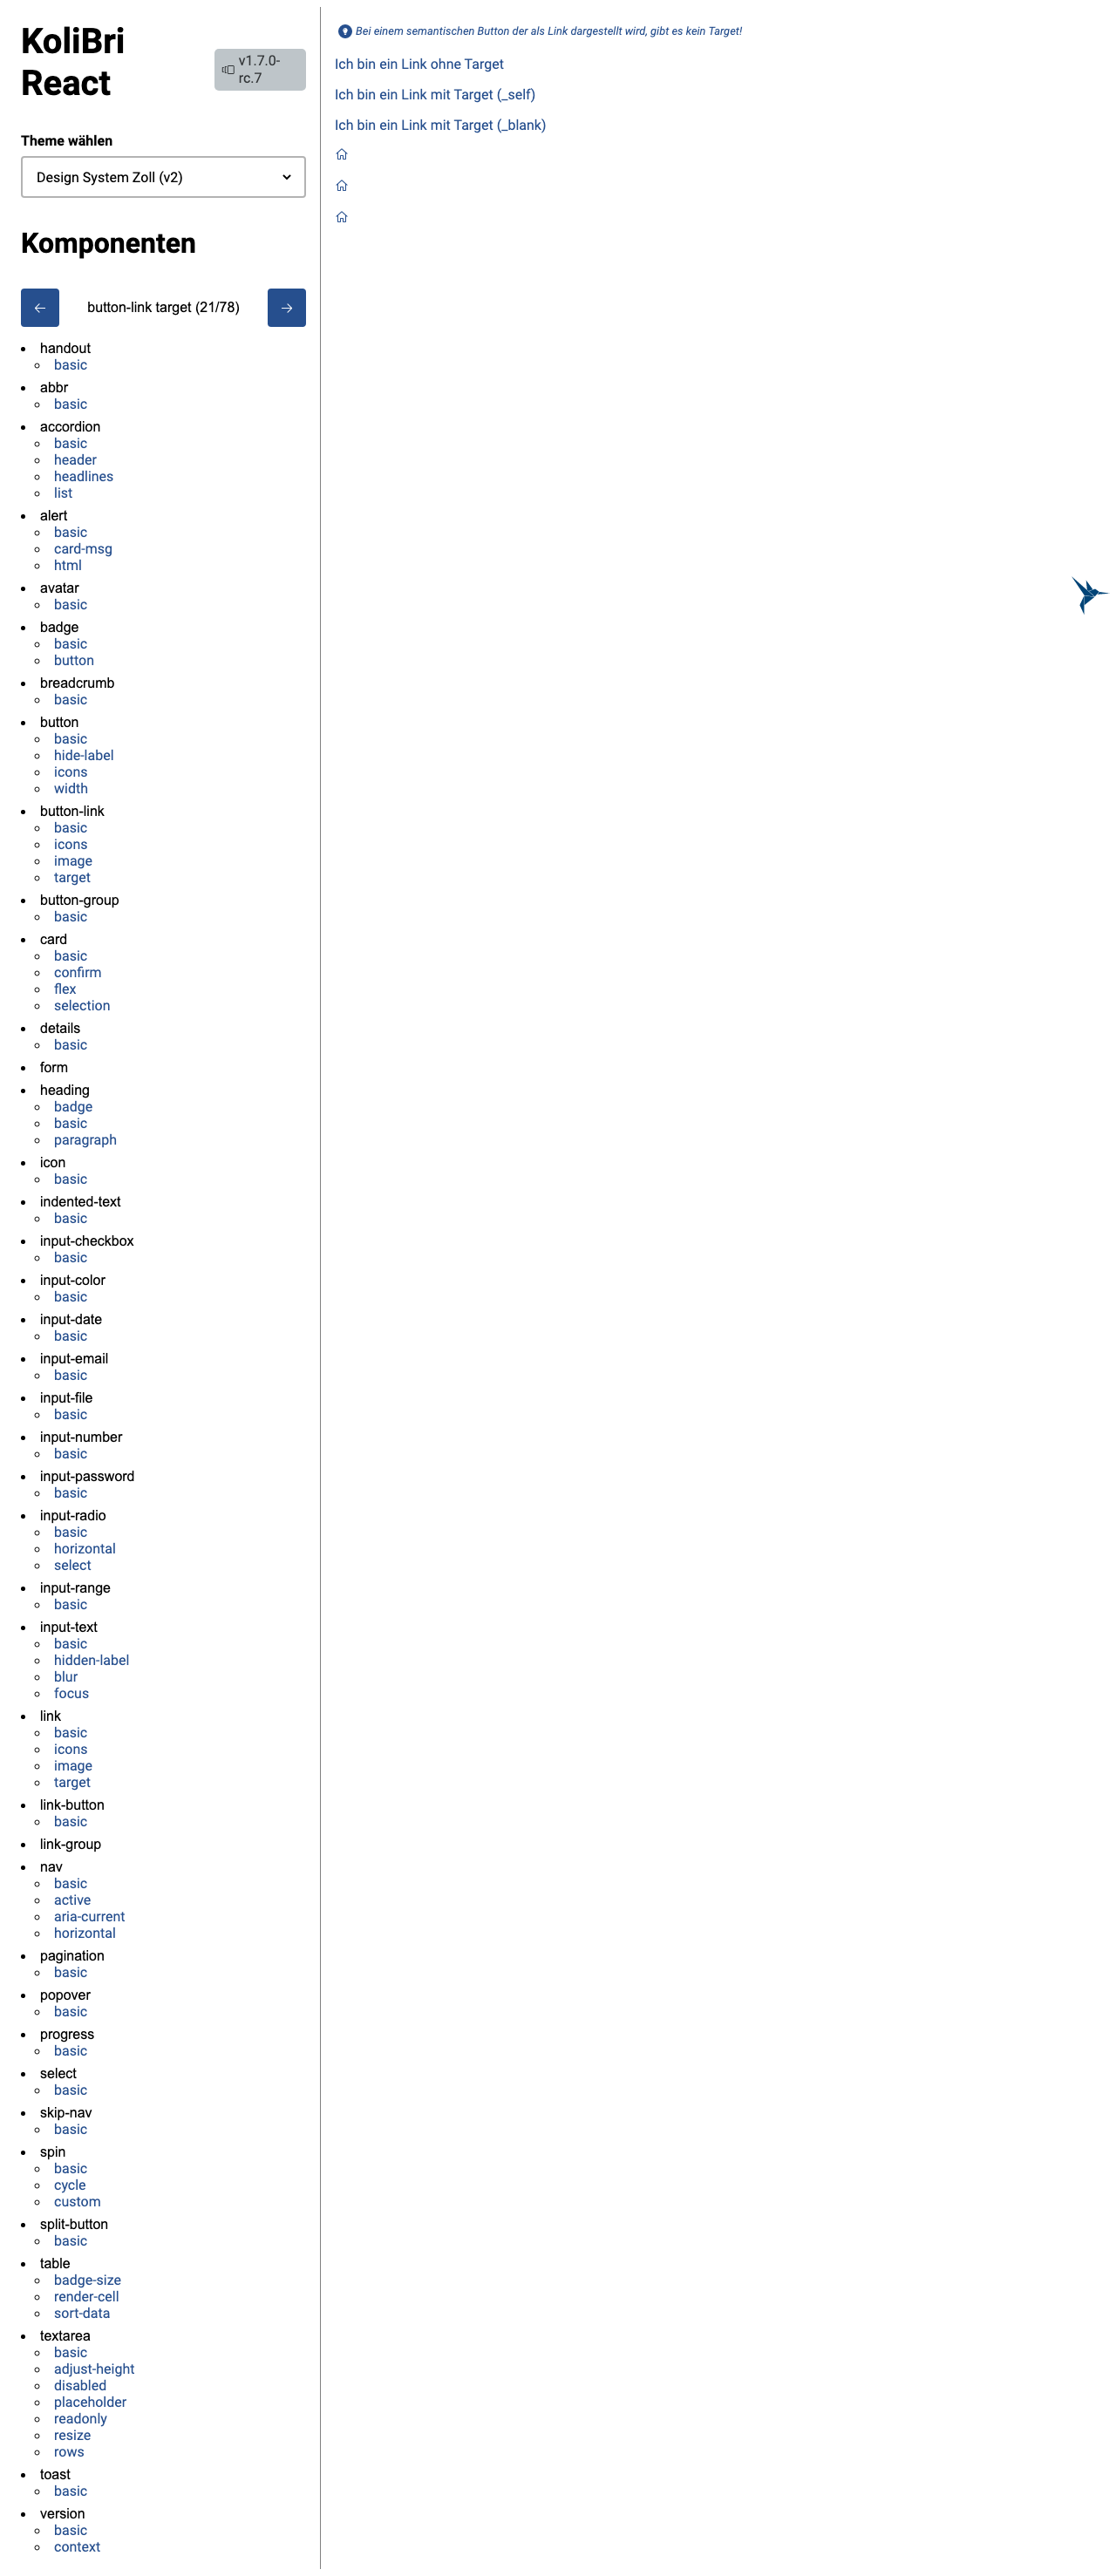 KoliBri
React
v1.7.0-
rc.7
Theme wählen
Design System Zoll (v2)
Komponenten
button-link target (21/78)
handout
basic
abbr
basic
accordion
basic
header
headlines
list
alert
basic
card-msg
html
avatar
basic
badge
basic
button
breadcrumb
basic
button
basic
hide-label
icons
width
button-link
basic
icons
image
target
button-group
basic
card
basic
confirm
flex
selection
details
basic
form
heading
badge
basic
paragraph
icon
basic
indented-text
basic
input-checkbox
basic
input-color
basic
input-date
basic
input-email
basic
input-file
basic
input-number
basic
input-password
basic
input-radio
basic
horizontal
select
input-range
basic
input-text
basic
hidden-label
blur
focus
link
basic
icons
image
target
link-button
basic
link-group
nav
basic
active
aria-current
horizontal
pagination
basic
popover
basic
progress
basic
select
basic
skip-nav
basic
spin
basic
cycle
custom
split-button
basic
table
badge-size
render-cell
sort-data
textarea
basic
adjust-height
disabled
placeholder
readonly
resize
rows
toast
basic
version
basic
context
Bei einem semantischen Button der als Link dargestellt wird, gibt es kein Target!
Ich bin ein Link ohne Target
Ich bin ein Link mit Target (_self)
Ich bin ein Link mit Target (_blank)